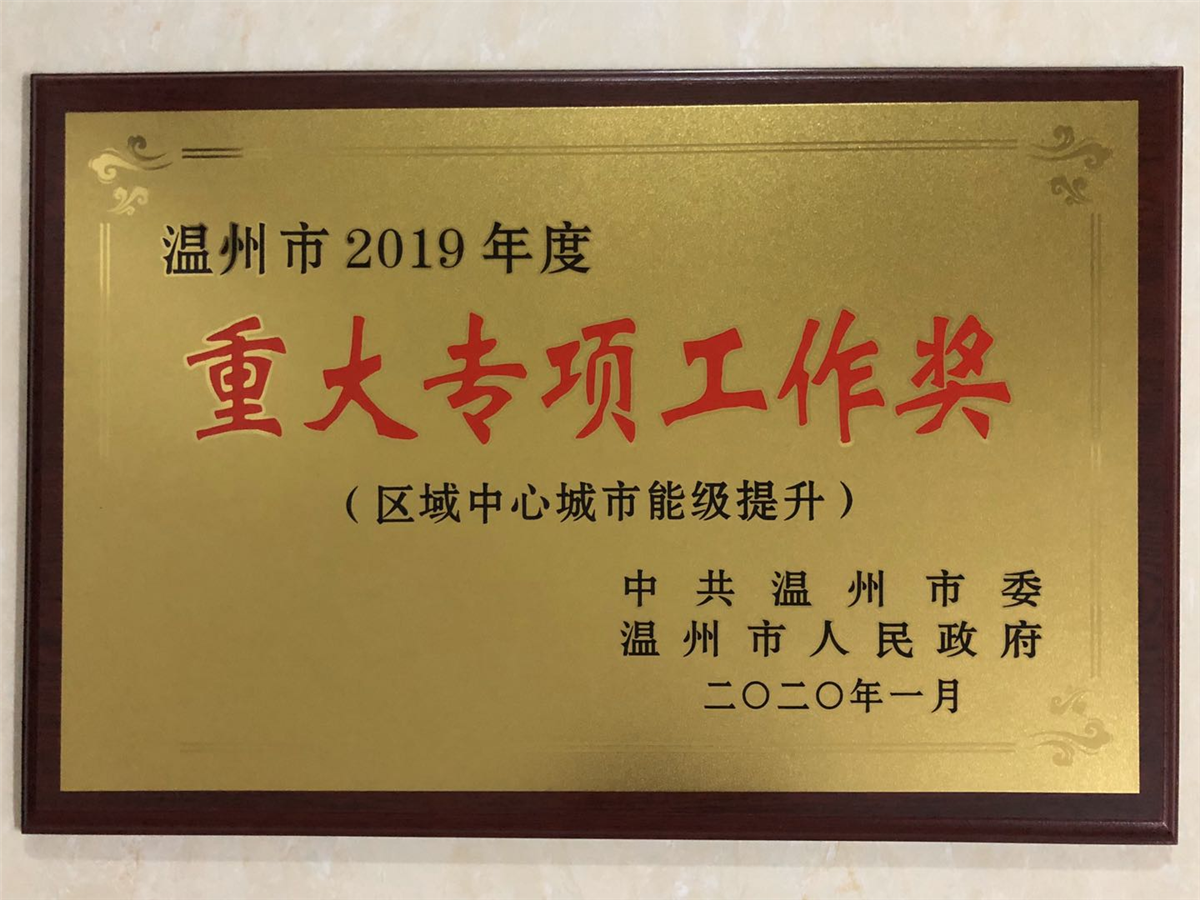 温州市2019年度
重大专项工作奖
（区域中心城市能级提升）
中共温州市委
温州市人民政府
二〇二〇年一月